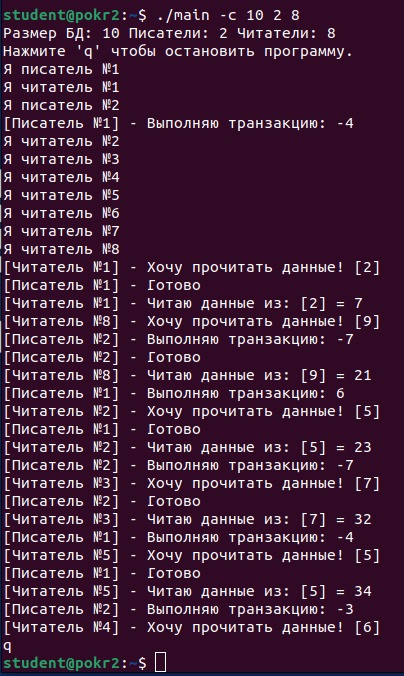 student@pokr2:~$ ./main -c 10 2 8
Размер БД: 10 Писатели: 2 Читатели: 8
Нажмите 'q' чтобы остановить программу.
Я писатель №1
Я читатель №1
Я писатель №2
[Писатель №1] - Выполняю транзакцию: -4
Я читатель №2
Я читатель №3
Я читатель №4
Я читатель №5
Я читатель №6
Я читатель №7
Я читатель №8
[Читатель №1] - Хочу прочитать данные! [2]
[Писатель №1] - Готово
[Читатель №1] - Читаю данные из: [2] = 7
[Читатель №8] - Хочу прочитать данные! [9]
[Писатель №2] - Выполняю транзакцию: -7
[Писатель №2] - Готово
[Читатель №8] - Читаю данные из: [9] = 21
[Писатель №1] - Выполняю транзакцию: 6
[Читатель №2] - Хочу прочитать данные! [5]
[Писатель №1] - Готово
[Читатель №2] - Читаю данные из: [5] = 23
[Писатель №2] - Выполняю транзакцию: -7
[Читатель №3] - Хочу прочитать данные! [7]
[Писатель №2] - Готово
[Читатель №3] - Читаю данные из: [7] = 32
[Писатель №1] - Выполняю транзакцию: -4
[Читатель №5] - Хочу прочитать данные! [5]
[Писатель №1] - Готово
[Читатель №5] - Читаю данные из: [5] = 34
[Писатель №2] - Выполняю транзакцию: -3
[Читатель №4] - Хочу прочитать данные! [6]
q
student@pokr2:~$